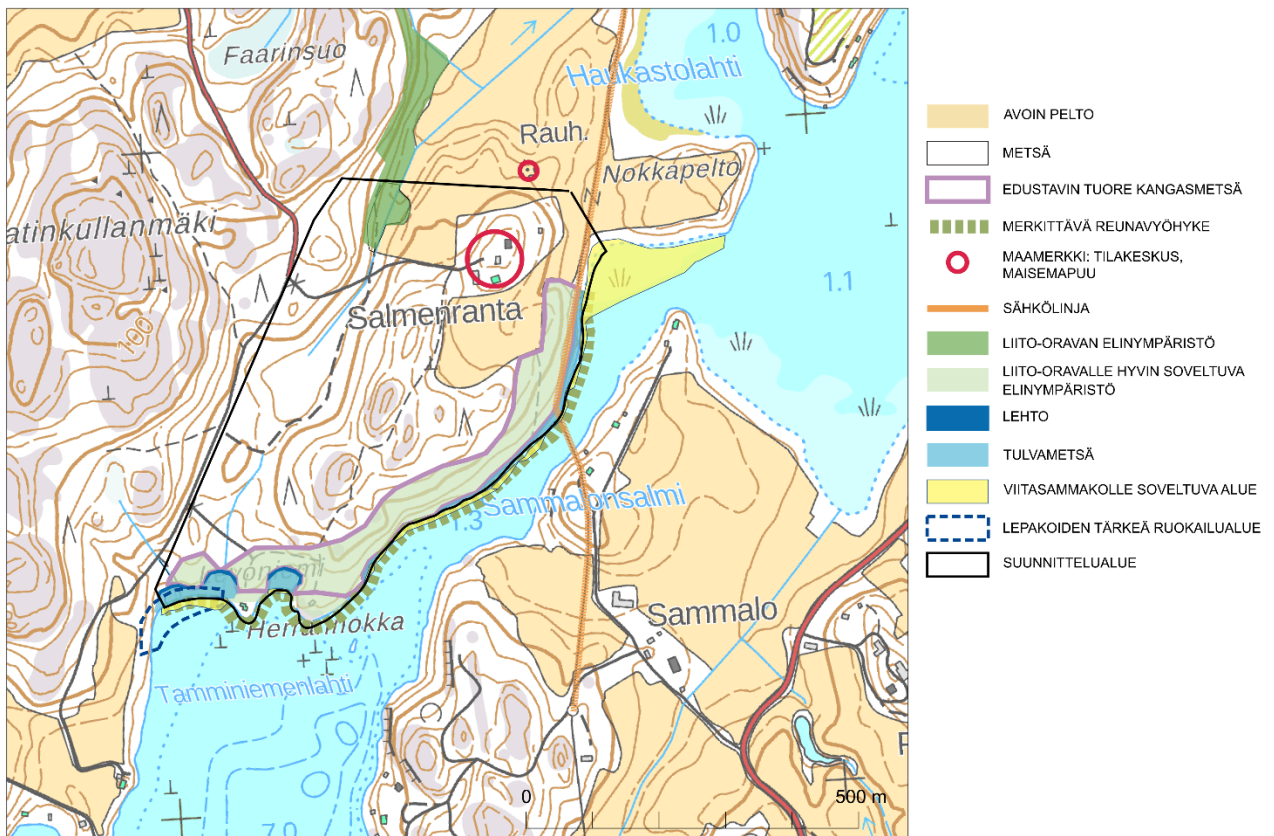 Faarinsuo
1.0
Haukastolahti
Rauh.
Nokkapelto
atinkullanmäki
1.1
Salmenranta
100
Sammalonsalmi
1.3
Sammalo
Tamminiemenlahti
7.0
0
500 m
AVOIN PELTO
METSÄ
EDUSTAVIN TUORE KANGASMETSÄ
MERKITTÄVÄ REUNAVYÖHYKE
MAAMERKKI: TILAKESKUS,
MAISEMAPUU
SÄHKÖLINJA
LIITO-ORAVAN ELINYMPÄRISTÖ
LIITO-ORAVALLE HYVIN SOVELTUVA
ELINYMPÄRISTÖ
LEHTO
TULVAMETSÄ
VIITASAMMAKOLLE SOVELTUVA ALUE
LEPAKOIDEN TÄRKEÄ RUOKAILUALUE
SUUNNITTELUALUE